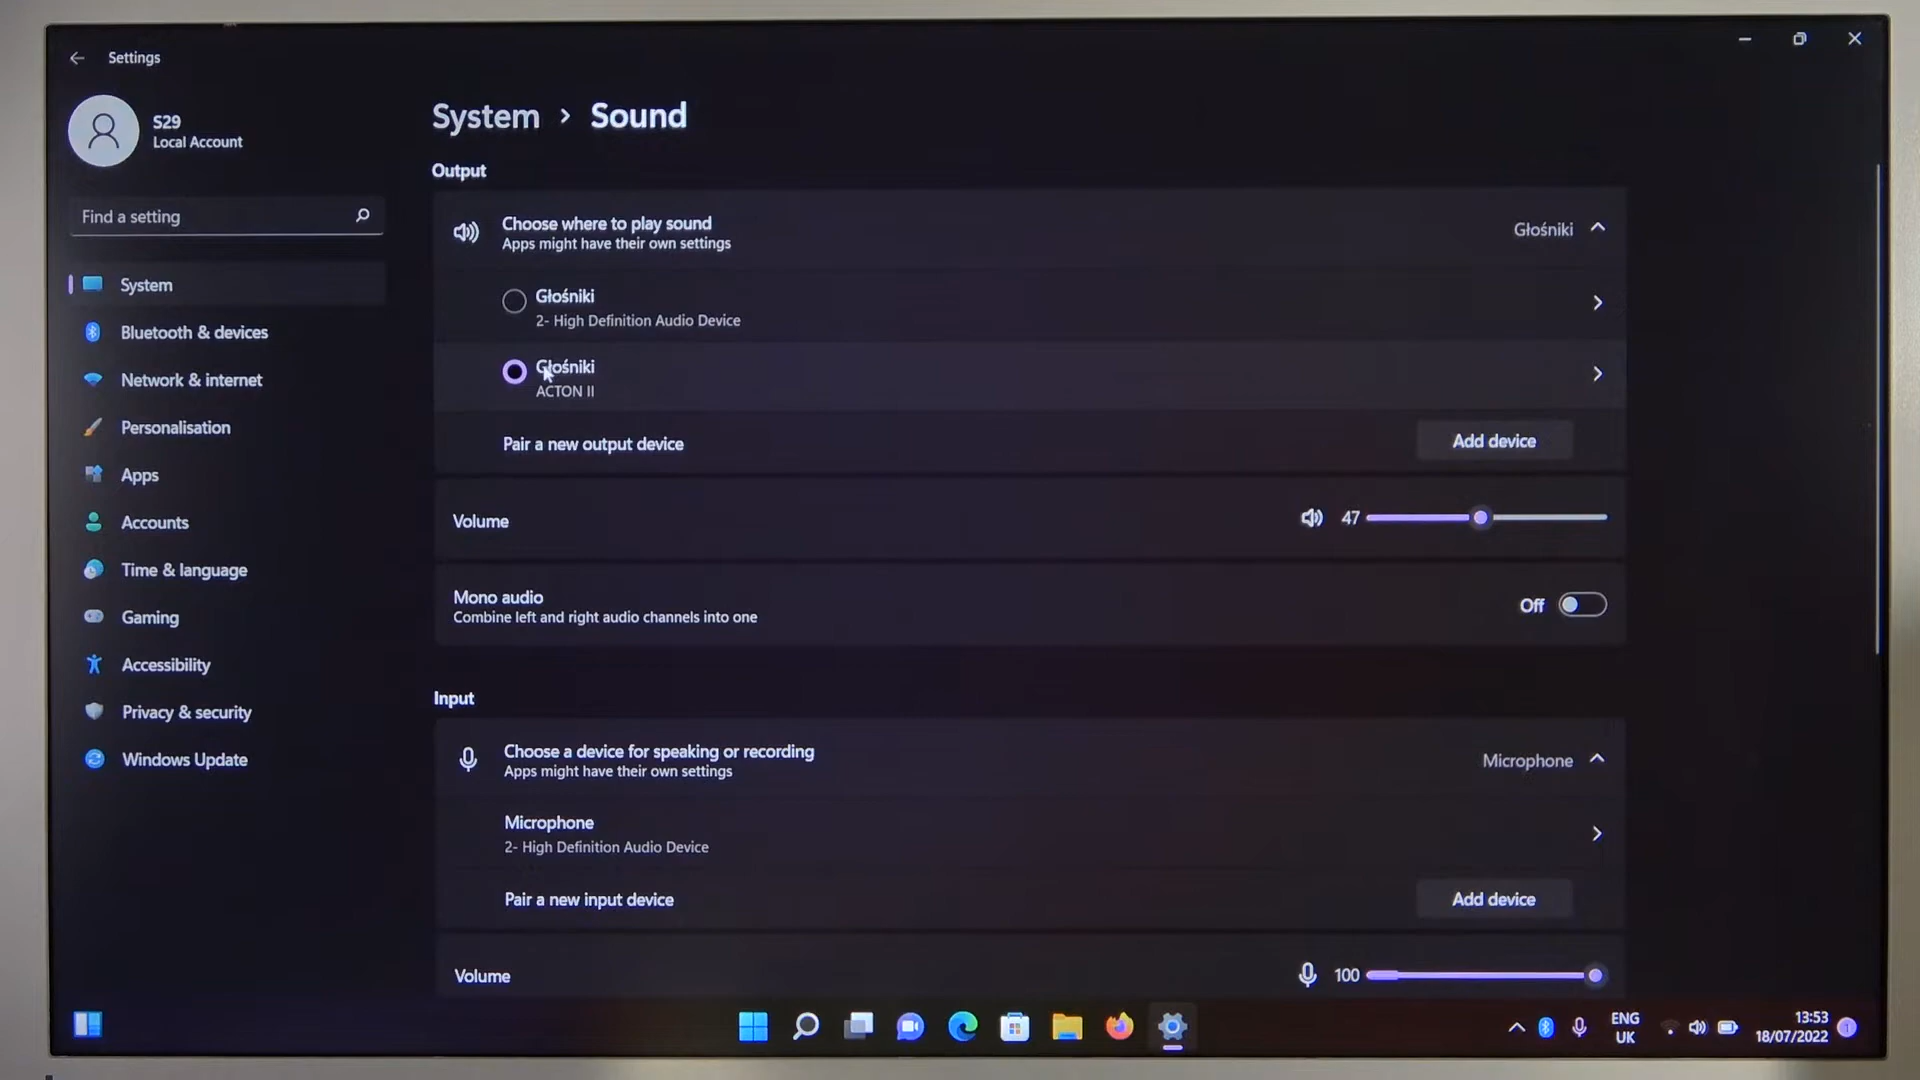 Settings
S29
Local Account
Find a setting
System
Bluetooth & devices
Network & internet
Personalisation
Apps
Accounts
Time & language
Gaming
Accessibility
Privacy & security
Windows Update
System > Sound
Output
Choose where to play sound
Apps might have their own settings
Głośniki
Głośniki
2- High Definition Audio Device
Głośniki
ACTON II
Pair a new output device
Add device
Volume
47
Mono audio
Combine left and right audio channels into one
Off
Input
Choose a device for speaking or recording
Apps might have their own settings
Microphone
Microphone
2- High Definition Audio Device
Pair a new input device
Add device
Volume
100
ENG
UK
13:53
18/07/2022
1